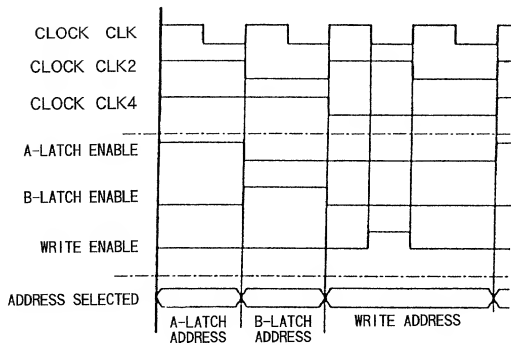 CLOCK CLK
CLOCK CLK2
CLOCK CLK4
A-LATCH ENABLE
B-LATCH ENABLE
WRITE ENABLE
ADDRESS SELECTED
A-LATCH ADDRESS
B-LATCH ADDRESS
WRITE ADDRESS